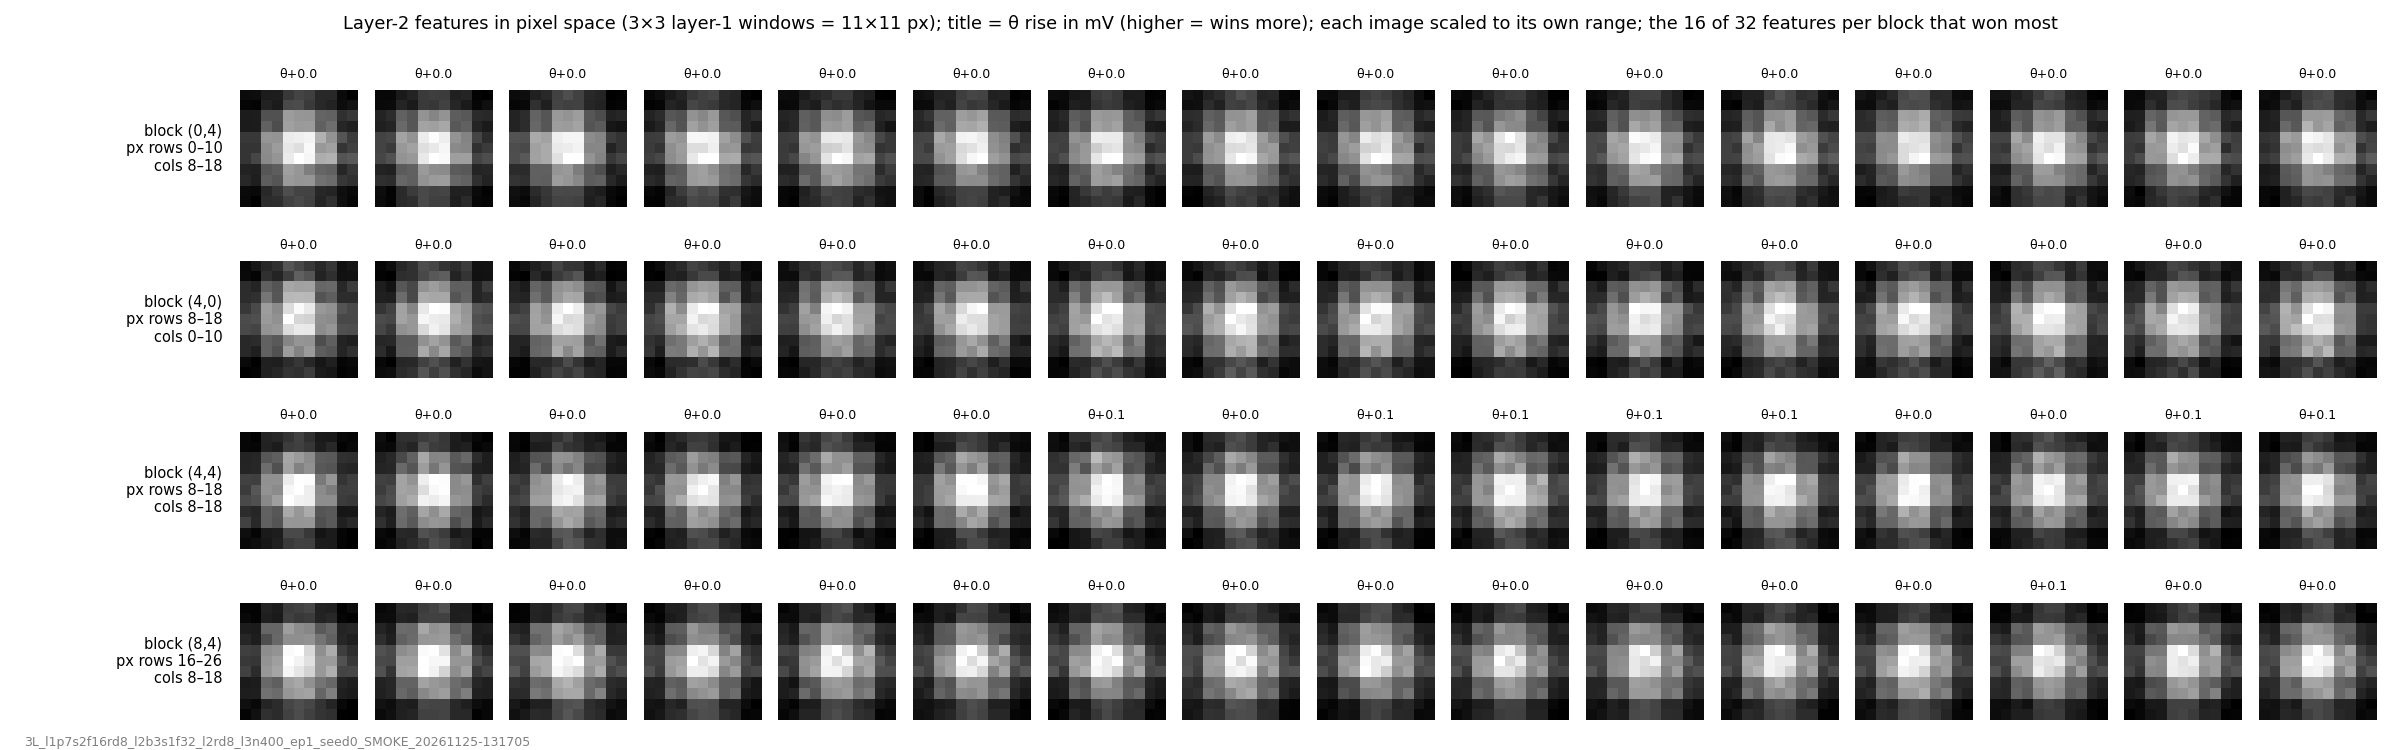 Layer-2 features in pixel space (3×3 layer-1 windows = 11×11 px); title = θ rise in mV (higher = wins more); each image scaled to its own range; the 16 of 32 features per block that won most
θ+0.0 θ+0.0 θ+0.0 θ+0.0 θ+0.0 θ+0.0 θ+0.0 θ+0.0 θ+0.0 θ+0.0 θ+0.0 θ+0.0 θ+0.0 θ+0.0 θ+0.0 θ+0.0
block (0,4)
px rows 0–10
cols 8–18
θ+0.0 θ+0.0 θ+0.0 θ+0.0 θ+0.0 θ+0.0 θ+0.0 θ+0.0 θ+0.0 θ+0.0 θ+0.0 θ+0.0 θ+0.0 θ+0.0 θ+0.0 θ+0.0
block (4,0)
px rows 8–18
cols 0–10
θ+0.0 θ+0.0 θ+0.0 θ+0.0 θ+0.0 θ+0.0 θ+0.1 θ+0.0 θ+0.1 θ+0.1 θ+0.1 θ+0.1 θ+0.0 θ+0.0 θ+0.1 θ+0.1
block (4,4)
px rows 8–18
cols 8–18
θ+0.0 θ+0.0 θ+0.0 θ+0.0 θ+0.0 θ+0.0 θ+0.0 θ+0.0 θ+0.0 θ+0.0 θ+0.0 θ+0.0 θ+0.0 θ+0.1 θ+0.0 θ+0.0
block (8,4)
px rows 16–26
cols 8–18
3L_l1p7s2f16rd8_l2b3s1f32_l2rd8_l3n400_ep1_seed0_SMOKE_20261125-131705